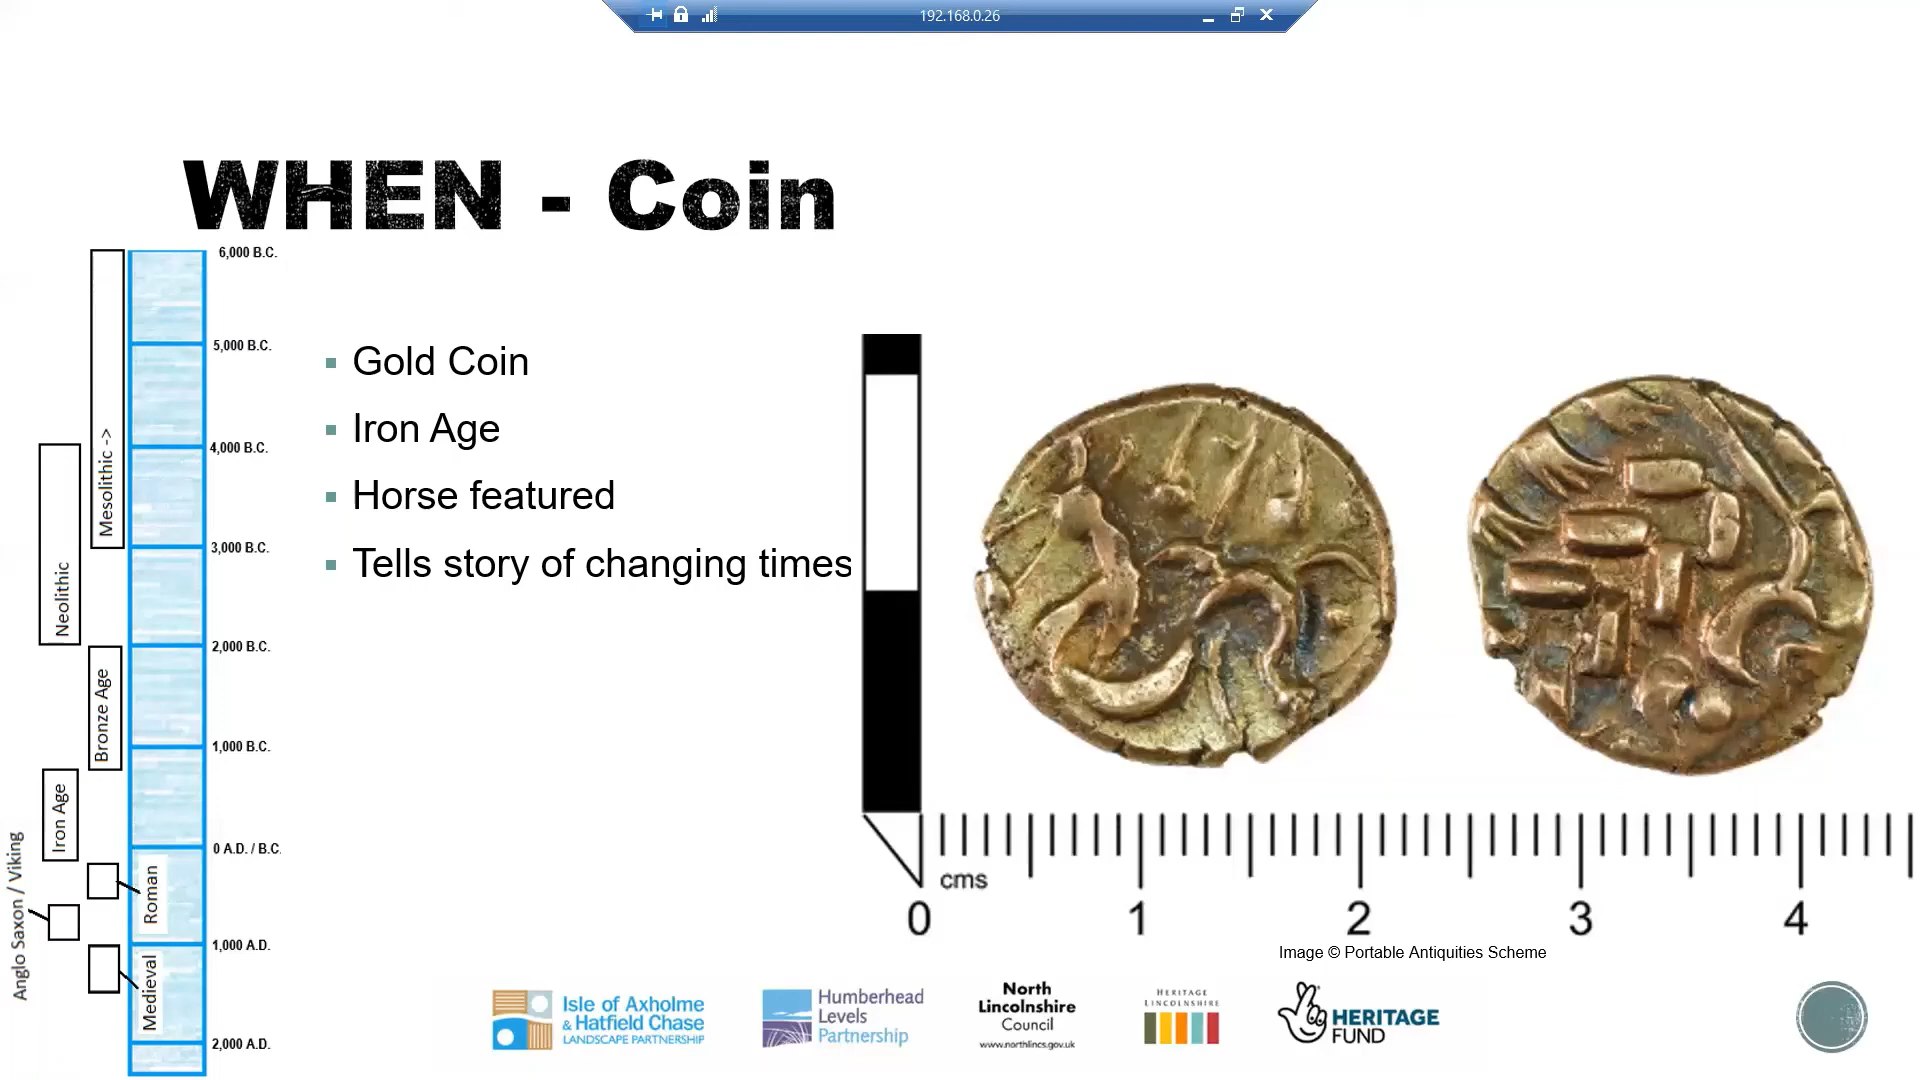 192.168.0.26
WHEN - Coin
6,000 B.C.
5,000 B.C.
4,000 B.C.
3,000 B.C.
2,000 B.C.
1,000 B.C.
0 A.D. / B.C.
1,000 A.D.
2,000 A.D.
Mesolithic ->
Neolithic
Bronze Age
Iron Age
Roman
Anglo Saxon / Viking
Medieval
Gold Coin
Iron Age
Horse featured
Tells story of changing times
cms
0 1 2 3 4
Image © Portable Antiquities Scheme
Isle of Axholme
& Hatfield Chase
LANDSCAPE PARTNERSHIP
Humberhead
Levels
Partnership
North
Lincolnshire
Council
www.northlincs.gov.uk
HERITAGE
LINCOLNSHIRE
HERITAGE
FUND